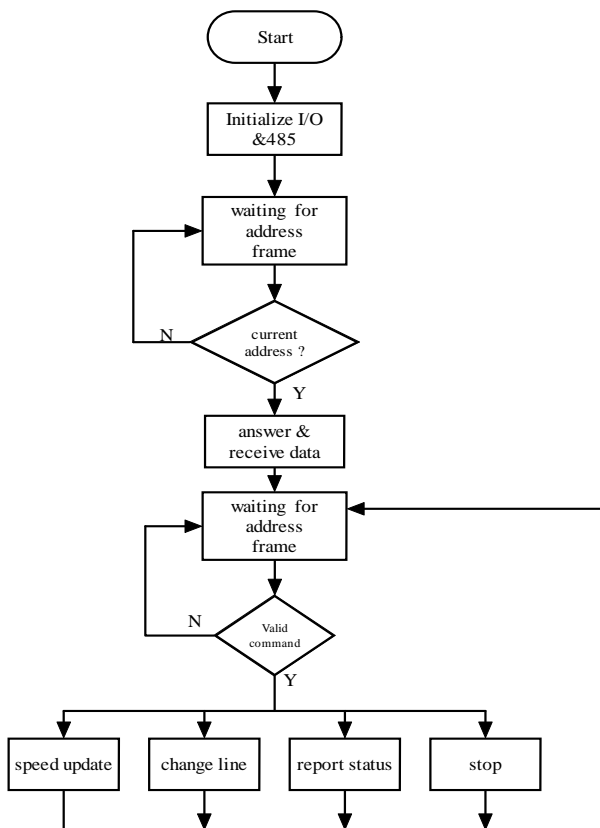 Start
Initialize I/O
&485
waiting for
address
frame
current
address ?
N
Y
answer &
receive data
waiting for
address
frame
Valid
command
N
Y
speed update
change line
report status
stop